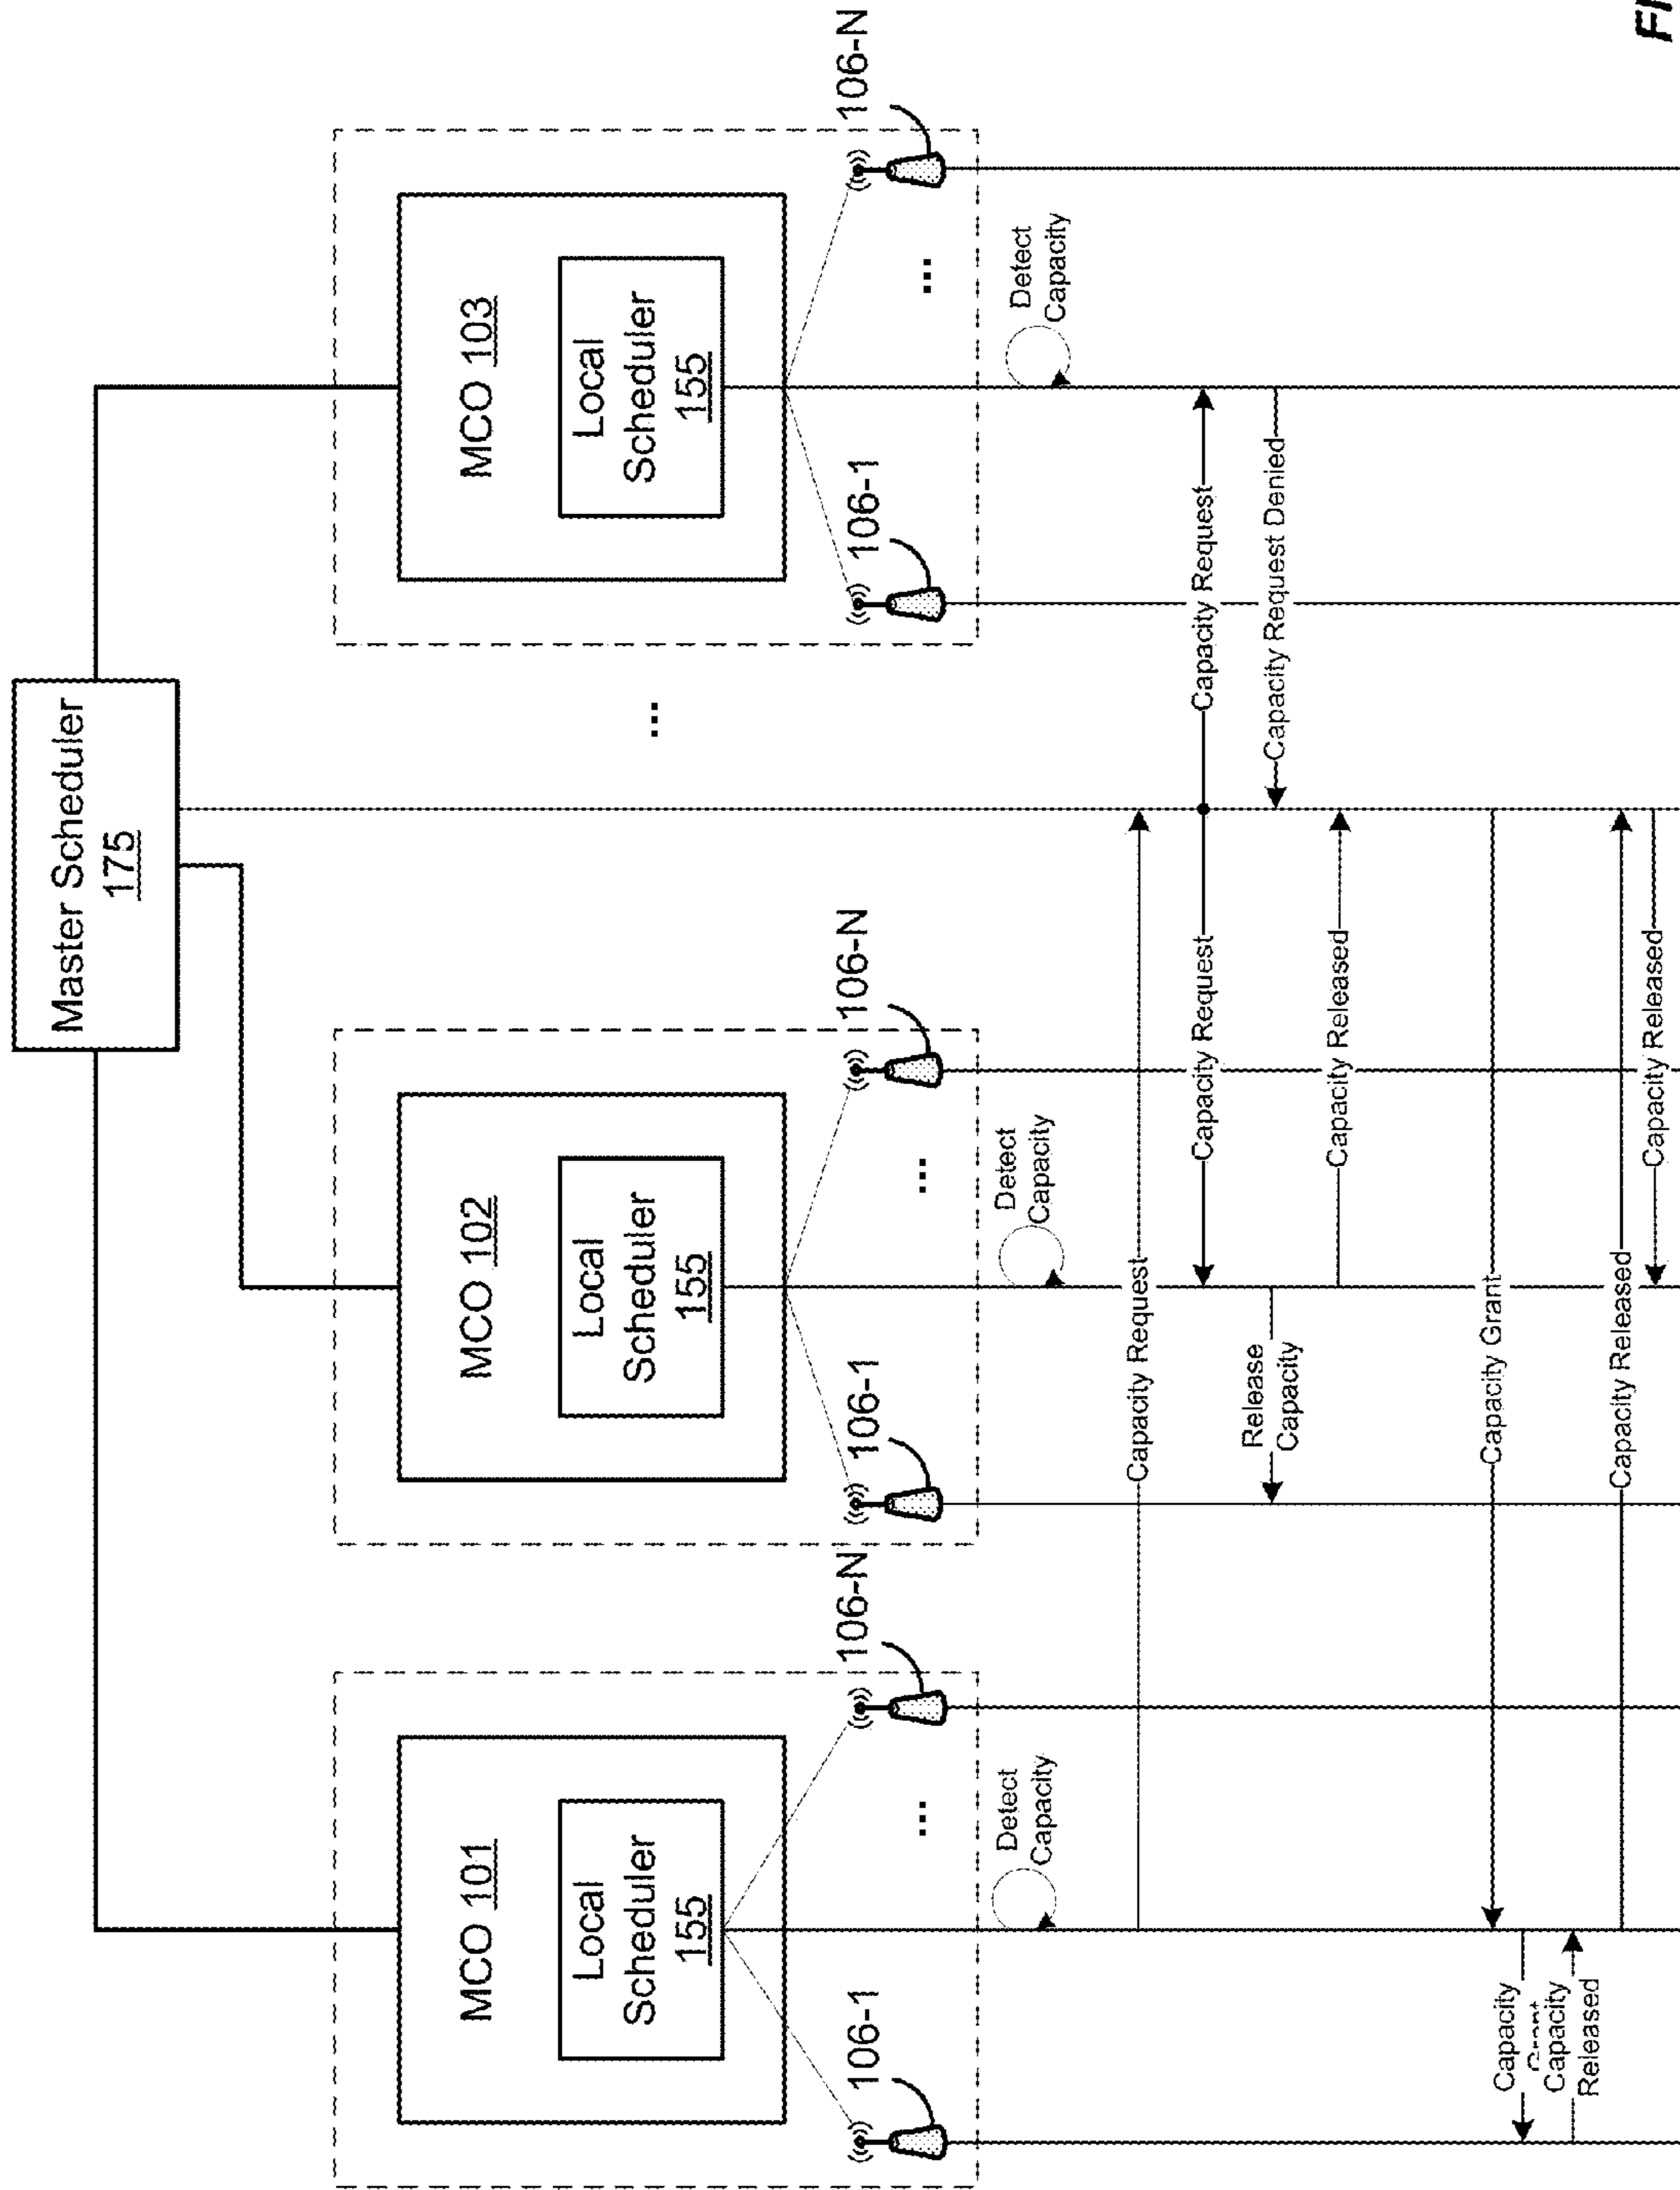 Master Scheduler
175
MCO 101
Local
Scheduler
155
106-1
...
106-N
MCO 102
Local
Scheduler
155
106-1
...
106-N
...
MCO 103
Local
Scheduler
155
106-1
...
106-N
Detect
Capacity
Detect
Capacity
Detect
Capacity
Capacity Request
Capacity Request
Capacity Request
Release
Capacity
Capacity Request Denied
Capacity Released
Capacity Grant
Capacity
Capacity
Released
Capacity Released
Capacity Released